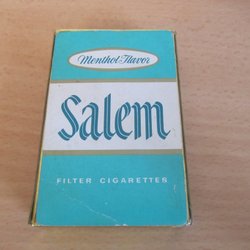 Menthol-Flavor
Salem
FILTER CIGARETTES